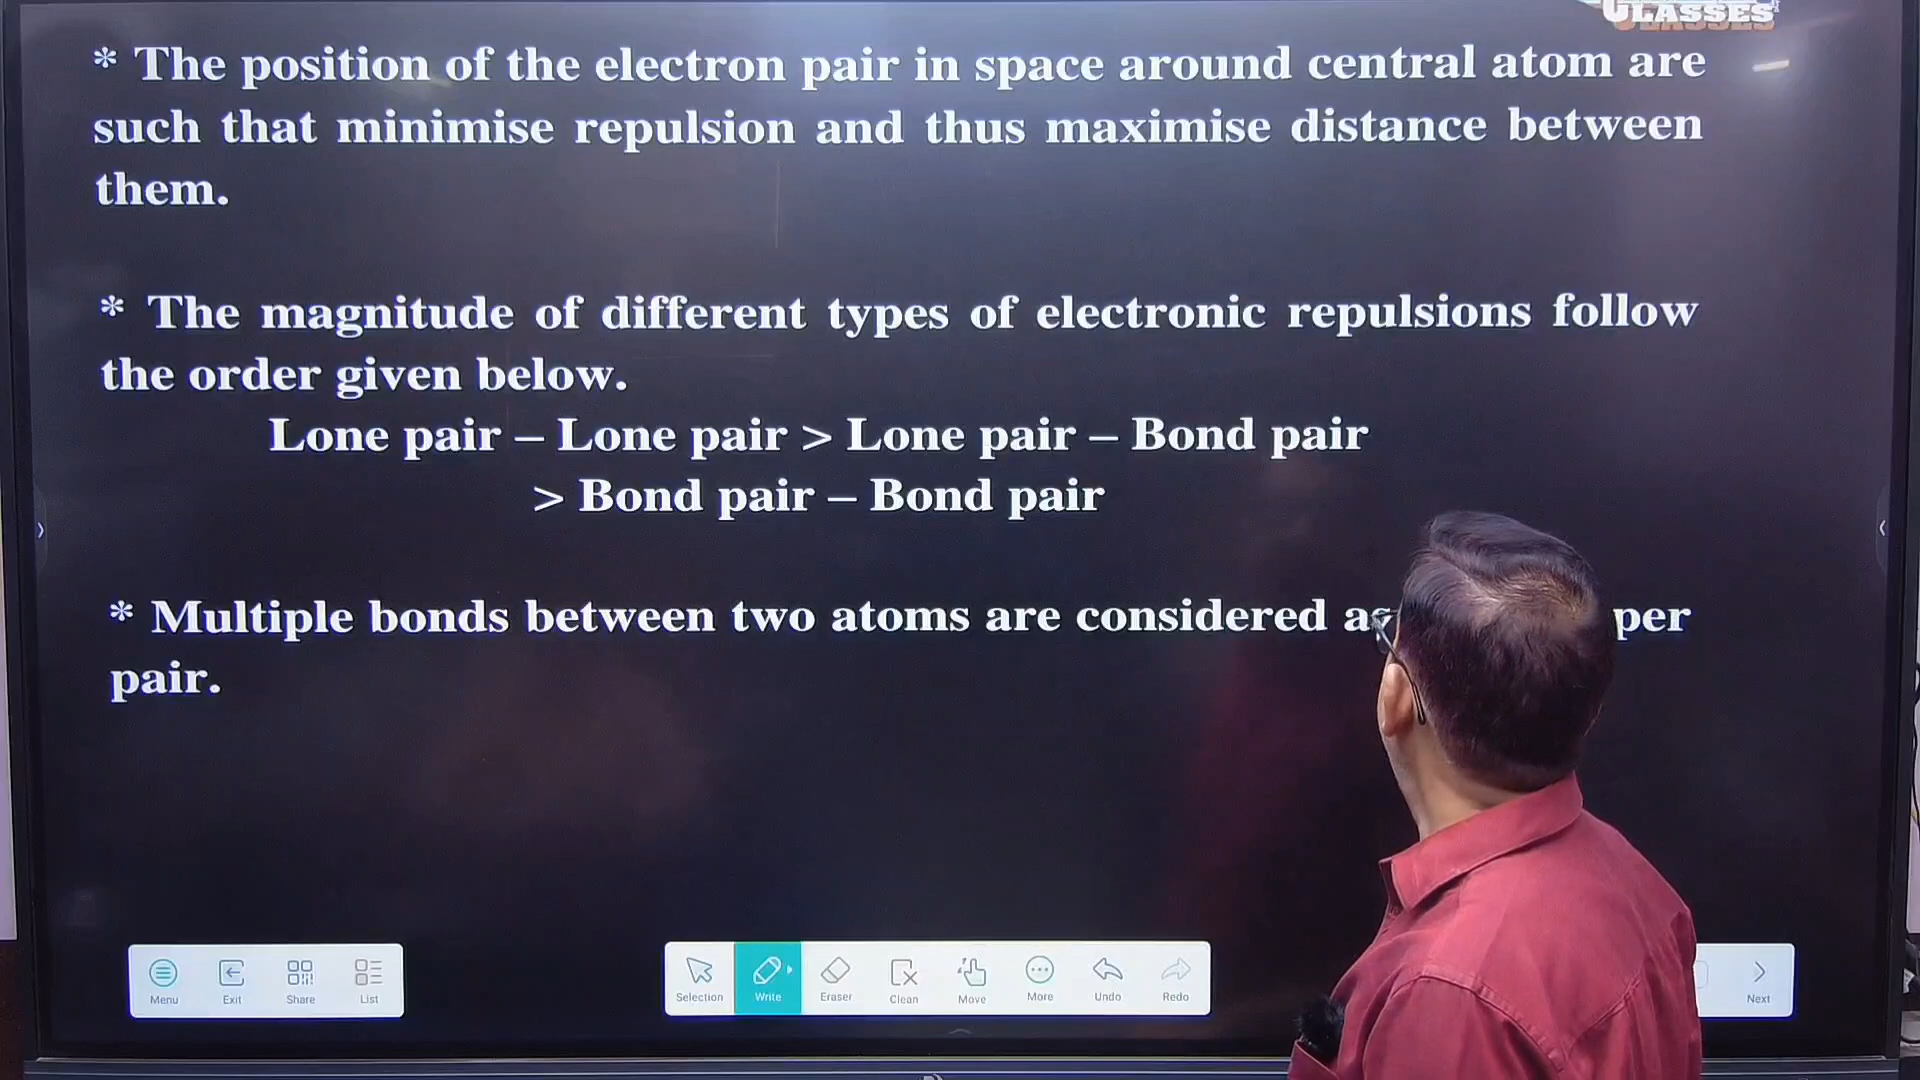 CLASSES
* The position of the electron pair in space around central atom are
such that minimise repulsion and thus maximise distance between
them.
* The magnitude of different types of electronic repulsions follow
the order given below.
Lone pair – Lone pair > Lone pair – Bond pair
> Bond pair – Bond pair
* Multiple bonds between two atoms are considered as per
pair.
Menu Exit Share List Selection Write Eraser Clean Move More Undo Redo Next